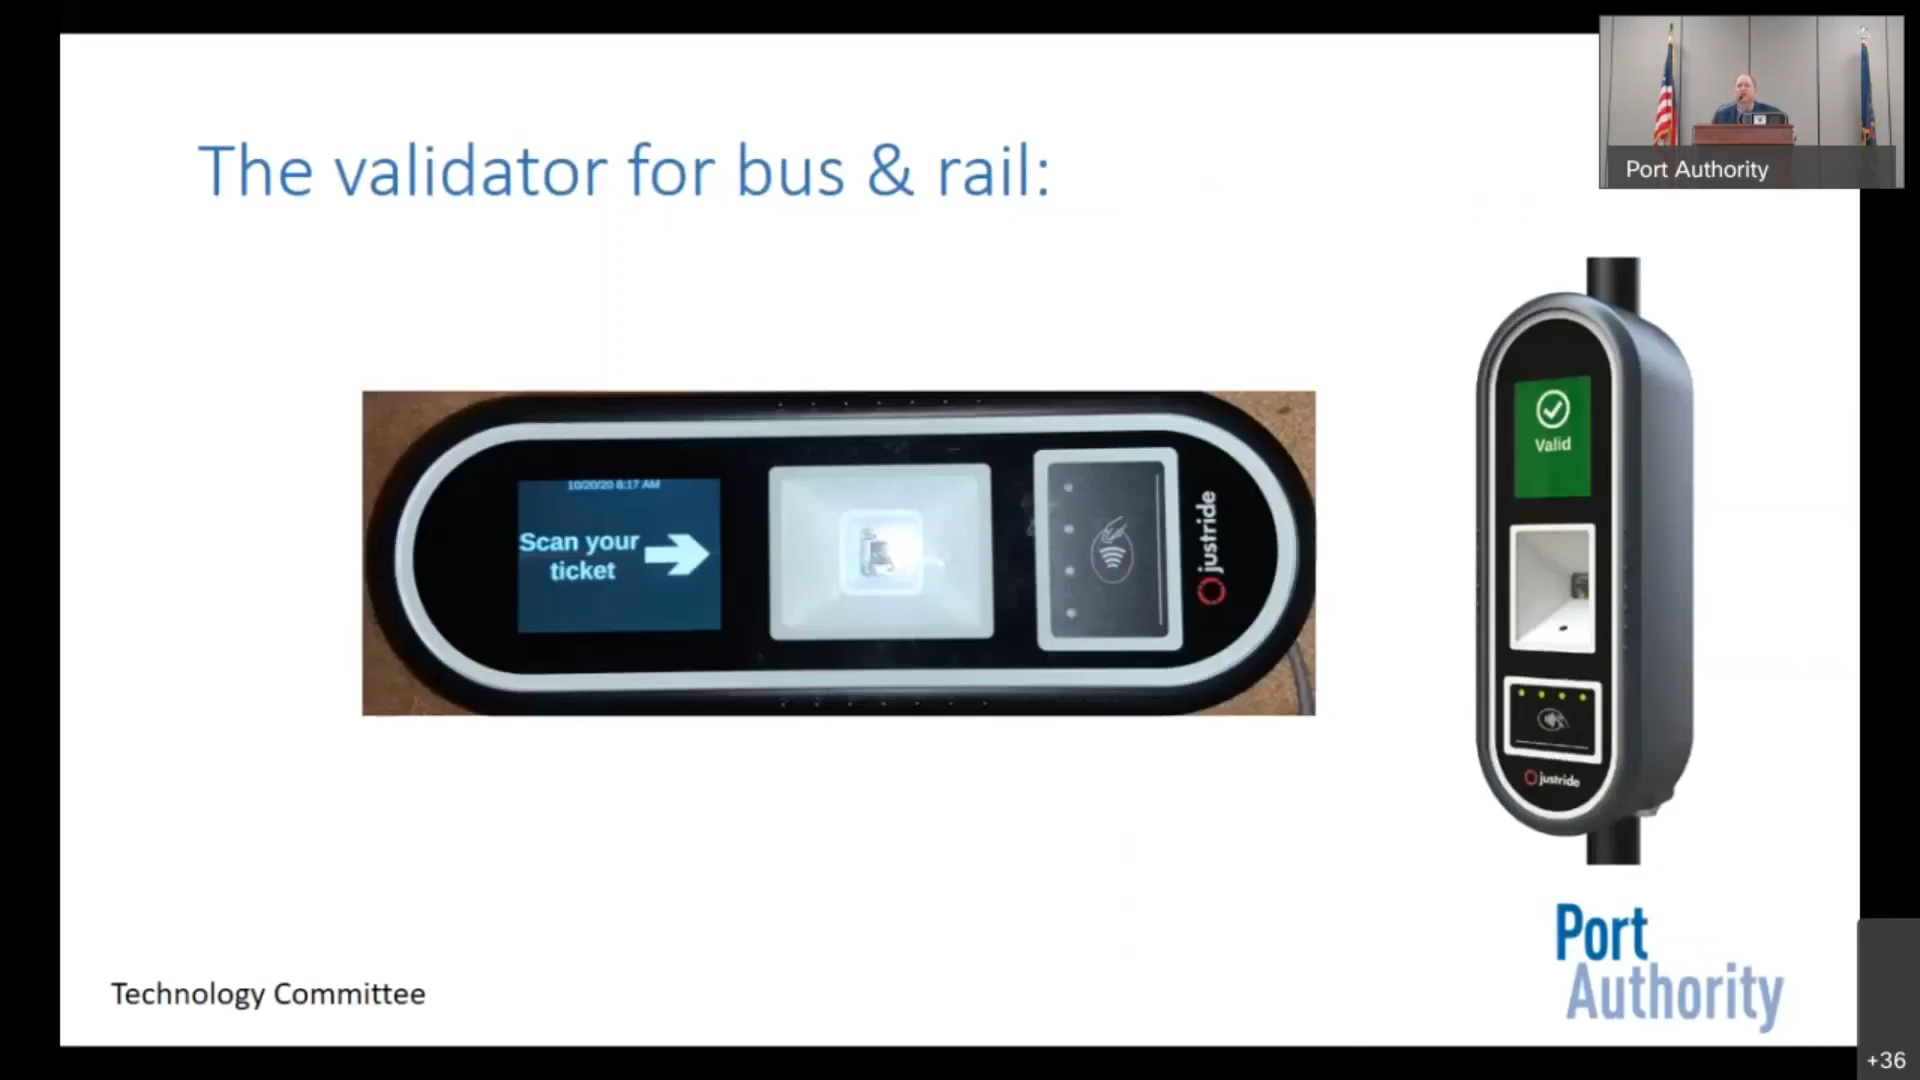 The validator for bus & rail:
Port Authority
10/20/20 8:17 AM
Scan your
ticket
justride
Valid
justride
Port
Authority
Technology Committee
+36